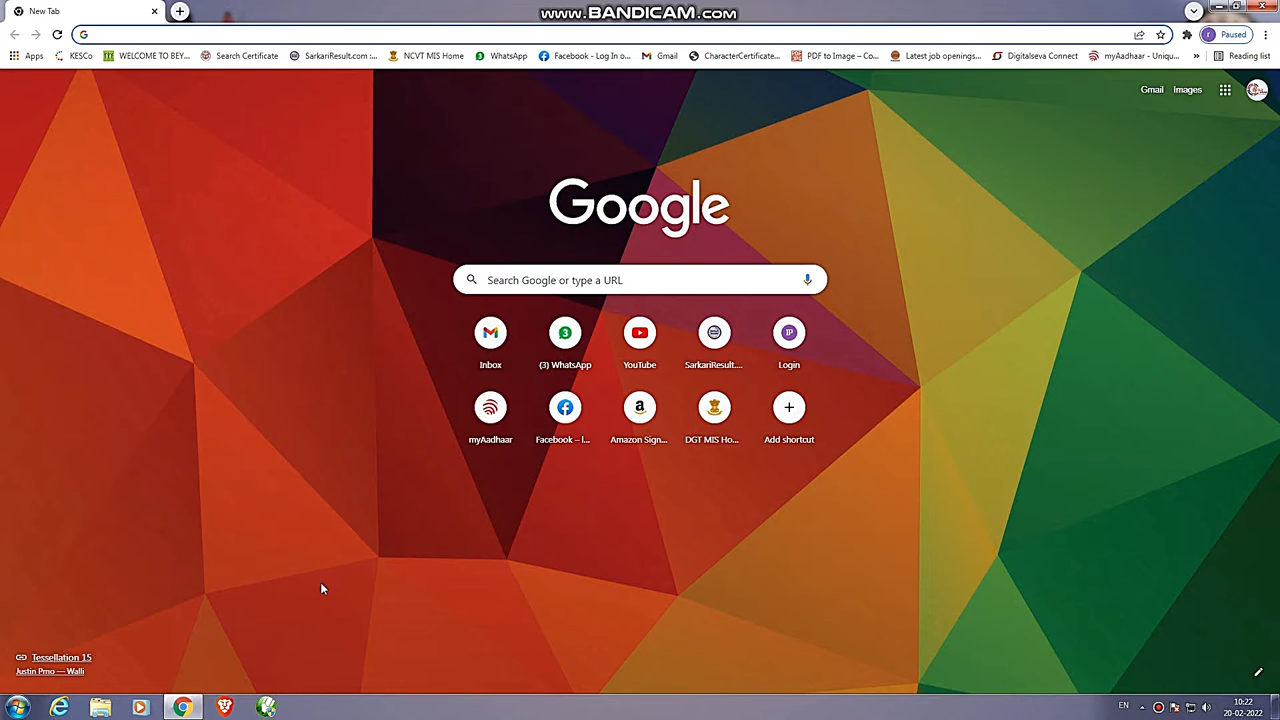 www.BANDICAM.com
New Tab
Paused
Apps
KESCo
WELCOME TO BEY...
Search Certificate
SarkariResult.com :...
NCVT MIS Home
WhatsApp
Facebook - Log In o...
Gmail
CharacterCertificate...
PDF to Image – Co...
Latest job openings...
Digitalseva Connect
myAadhaar - Uniqu...
Reading list
Gmail
Images
Google
Search Google or type a URL
Inbox
(3) WhatsApp
YouTube
SarkariResult....
Login
myAadhaar
Facebook – l...
Amazon Sign...
DGT MIS Ho...
Add shortcut
Tessellation 15
Justin Prno — Walli
EN
10:22
20-02-2022